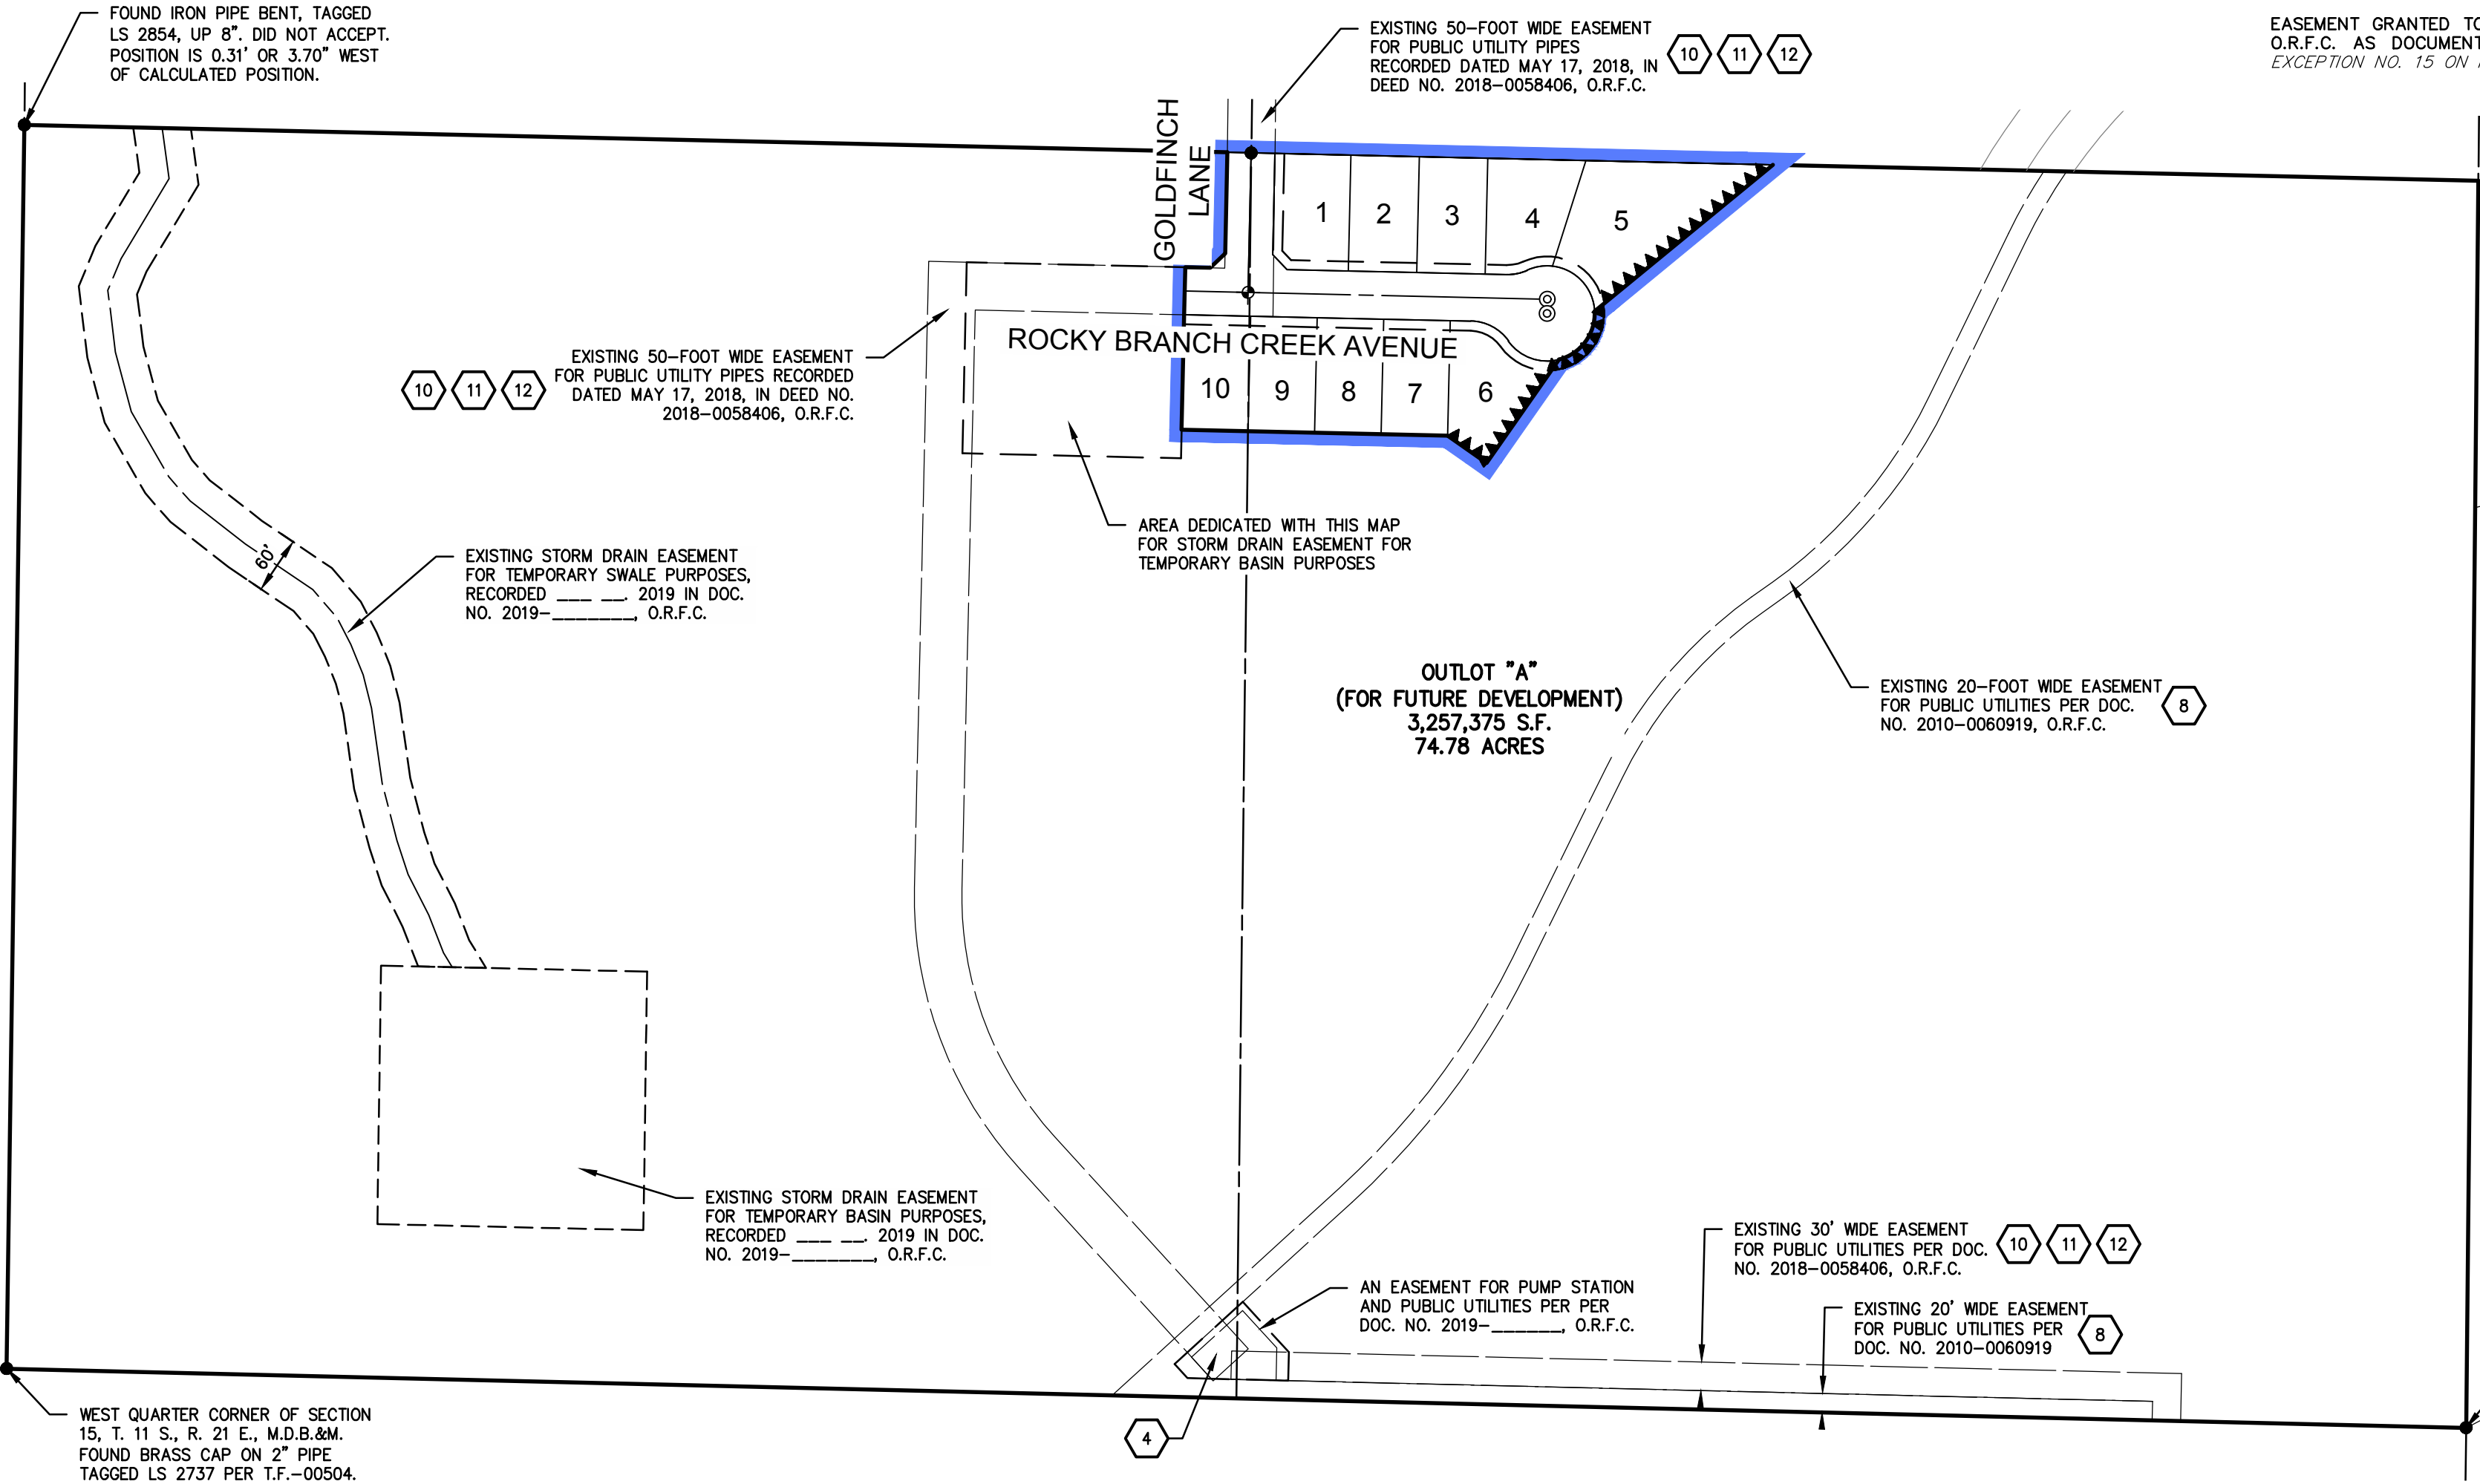 FOUND IRON PIPE BENT, TAGGED
LS 2854, UP 8". DID NOT ACCEPT.
POSITION IS 0.31' OR 3.70" WEST
OF CALCULATED POSITION.
EXISTING 50-FOOT WIDE EASEMENT
FOR PUBLIC UTILITY PIPES
RECORDED DATED MAY 17, 2018, IN
DEED NO. 2018-0058406, O.R.F.C.
10 11 12
EASEMENT GRANTED TO
O.R.F.C. AS DOCUMENT
EXCEPTION NO. 15 ON
GOLDFINCH
LANE
1 2 3 4 5
ROCKY BRANCH CREEK AVENUE
10 9 8 7 6
EXISTING 50-FOOT WIDE EASEMENT
FOR PUBLIC UTILITY PIPES RECORDED
DATED MAY 17, 2018, IN DEED NO.
2018-0058406, O.R.F.C.
10 11 12
AREA DEDICATED WITH THIS MAP
FOR STORM DRAIN EASEMENT FOR
TEMPORARY BASIN PURPOSES
60'
EXISTING STORM DRAIN EASEMENT
FOR TEMPORARY SWALE PURPOSES,
RECORDED ___ __. 2019 IN DOC.
NO. 2019-_______, O.R.F.C.
OUTLOT "A"
(FOR FUTURE DEVELOPMENT)
3,257,375 S.F.
74.78 ACRES
EXISTING 20-FOOT WIDE EASEMENT
FOR PUBLIC UTILITIES PER DOC.
NO. 2010-0060919, O.R.F.C.
8
EXISTING STORM DRAIN EASEMENT
FOR TEMPORARY BASIN PURPOSES,
RECORDED ___ __. 2019 IN DOC.
NO. 2019-_______, O.R.F.C.
EXISTING 30' WIDE EASEMENT
FOR PUBLIC UTILITIES PER DOC.
NO. 2018-0058406, O.R.F.C.
10 11 12
AN EASEMENT FOR PUMP STATION
AND PUBLIC UTILITIES PER PER
DOC. NO. 2019-______, O.R.F.C.
EXISTING 20' WIDE EASEMENT
FOR PUBLIC UTILITIES PER
DOC. NO. 2010-0060919
8
4
WEST QUARTER CORNER OF SECTION
15, T. 11 S., R. 21 E., M.D.B.&M.
FOUND BRASS CAP ON 2" PIPE
TAGGED LS 2737 PER T.F.-00504.